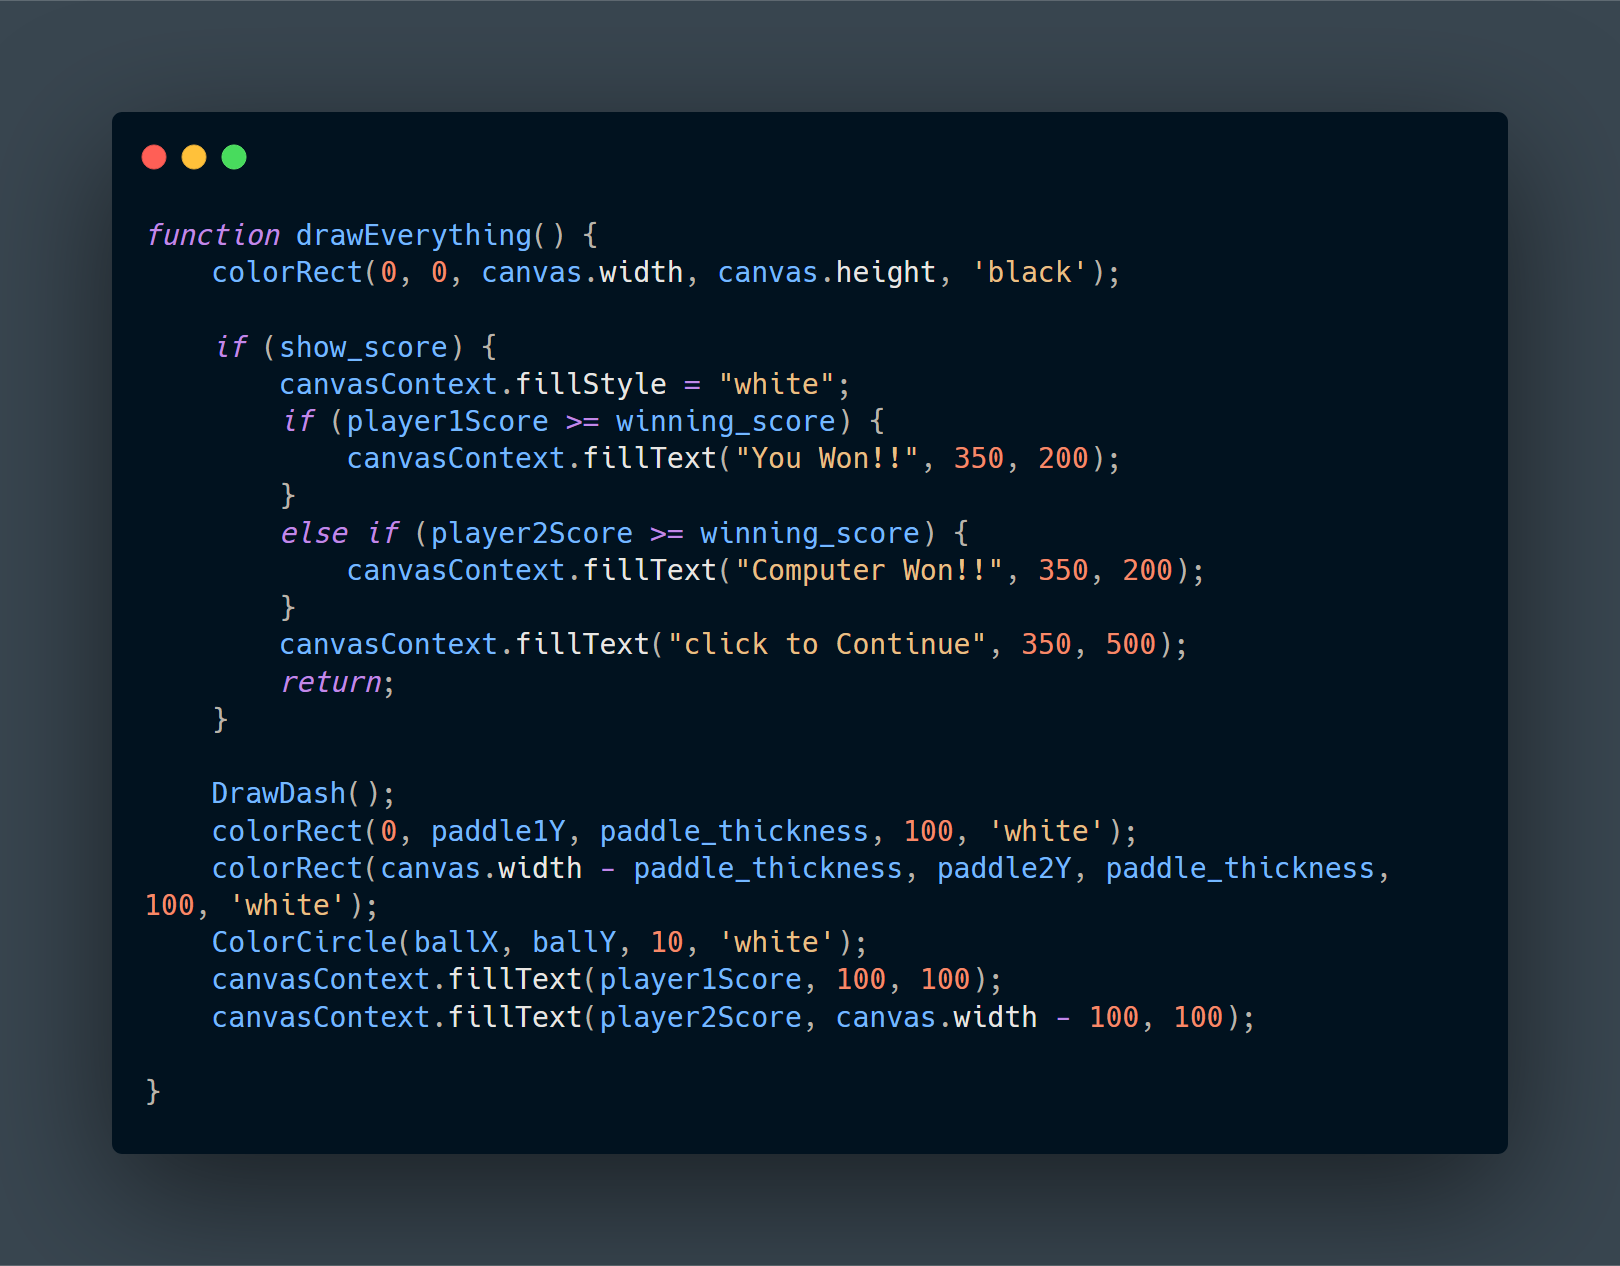 function drawEverything() {
    colorRect(0, 0, canvas.width, canvas.height, 'black');

    if (show_score) {
        canvasContext.fillStyle = "white";
        if (player1Score >= winning_score) {
            canvasContext.fillText("You Won!!", 350, 200);
        }
        else if (player2Score >= winning_score) {
            canvasContext.fillText("Computer Won!!", 350, 200);
        }
        canvasContext.fillText("click to Continue", 350, 500);
        return;
    }

    DrawDash();
    colorRect(0, paddle1Y, paddle_thickness, 100, 'white');
    colorRect(canvas.width - paddle_thickness, paddle2Y, paddle_thickness,
100, 'white');
    ColorCircle(ballX, ballY, 10, 'white');
    canvasContext.fillText(player1Score, 100, 100);
    canvasContext.fillText(player2Score, canvas.width - 100, 100);

}